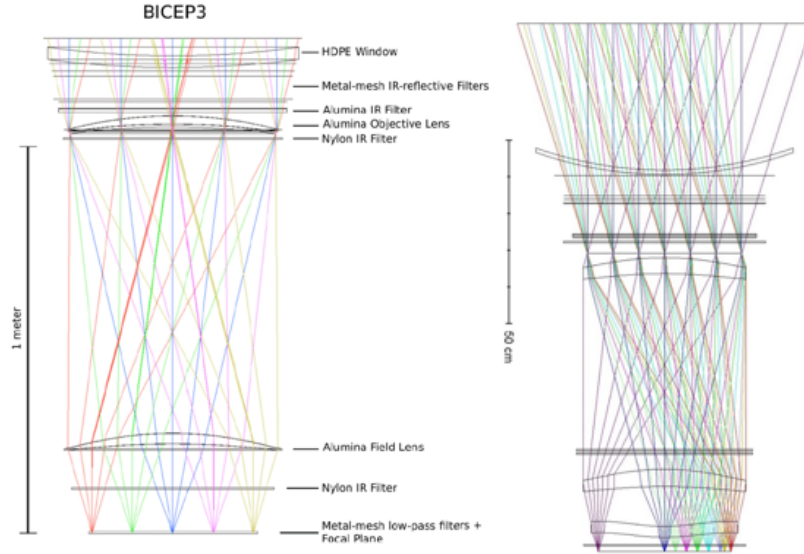 BICEP3
HDPE Window
Metal-mesh IR-reflective Filters
Alumina IR Filter
Alumina Objective Lens
Nylon IR Filter
1 meter
50 cm
Alumina Field Lens
Nylon IR Filter
Metal-mesh low-pass filters +
Focal Plane